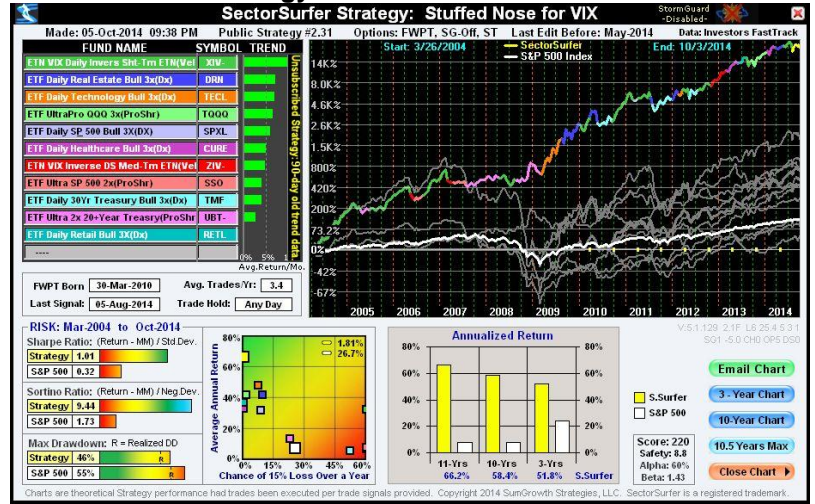 SectorSurfer Strategy: Stuffed Nose for VIX
StormGuard
-Disabled-
Made: 05-Oct-2014 09:38 PM Public Strategy #2.31 Options: FWPT, SG-Off, ST Last Edit Before: May-2014 Data: Investors FastTrack
FUND NAME SYMBOL TREND
ETN VIX Daily Invers Sht-Trm ETN(Vel XIV-
ETF Daily Real Estate Bull 3x(Dx) DRN
ETF Daily Technology Bull 3x(Dx) TECL
ETF UltraPro QQQ 3x(ProShr) TQQQ
ETF Daily SP 500 Bull 3X(DX) SPXL
ETF Daily Healthcare Bull 3x(Dx) CURE
ETN VIX Inverse DS Med-Trm ETN(Vel ZIV-
ETF Ultra SP 500 2x(ProShr) SSO
ETF Daily 30Yr Treasury Bull 3X(Dx) TMF
ETF Ultra 2x 20+Year Treasry(ProShr UBT-
ETF Daily Retail Bull 3X(Dx) RETL
----
Unsubscribed Strategy: 90-day old trend data
0% 5% 1
Avg.Return/Mo.
Start: 3/26/2004
SectorSurfer
S&P 500 Index
End: 10/3/2014
14K%
8.0K%
4.6K%
2.6K%
1.5K%
800%
420%
200%
73.2%
0%
-42%
-67%
2005 2006 2007 2008 2009 2010 2011 2012 2013 2014
FWPT Born 30-Mar-2010 Avg. Trades/Yr: 3.4
Last Signal: 05-Aug-2014 Trade Hold: Any Day
RISK: Mar-2004 to Oct-2014
Sharpe Ratio: (Return - MM) / Std.Dev.
Strategy 1.01
S&P 500 0.32
Sortino Ratio: (Return - MM) / Neg.Dev.
Strategy 9.44
S&P 500 1.73
Max Drawdown: R = Realized DD
Strategy 46% R
S&P 500 55% R
Average Annual Return
80%
60%
40%
20%
0%
1.81%
26.7%
0% 15% 30% 45% 60%
Chance of 15% Loss Over a Year
Annualized Return
80% 80%
60% 60%
40% 40%
20% 20%
0% 0%
11-Yrs 10-Yrs 3-Yrs
66.2% 58.4% 51.8% S.Surfer
S.Surfer
S&P 500
Score: 220
Safety: 8.8
Alpha: 60%
Beta: 1.43
Email Chart
3 - Year Chart
10-Year Chart
10.5 Years Max
Close Chart
Charts are theoretical Strategy performance had trades been executed per trade signals provided. Copyright 2014 SumGrowth Strategies, LLC. SectorSurfer is a registered trademark.